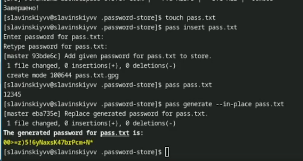 Завершено!
[slavinskiyvv@slavinskiyvv .password-store]$ touch pass.txt
[slavinskiyvv@slavinskiyvv .password-store]$ pass insert pass.txt
Enter password for pass.txt:
Retype password for pass.txt:
[master 93bde6c] Add given password for pass.txt to store.
1 file changed, 0 insertions(+), 0 deletions(-)
create mode 100644 pass.txt.gpg
[slavinskiyvv@slavinskiyvv .password-store]$ pass pass.txt
12345
[slavinskiyvv@slavinskiyvv .password-store]$ pass generate --in-place pass.txt
[master eba735e] Replace generated password for pass.txt.
1 file changed, 0 insertions(+), 0 deletions(-)
The generated password for pass.txt is:
[slavinskiyvv@slavinskiyvv .password-store]$